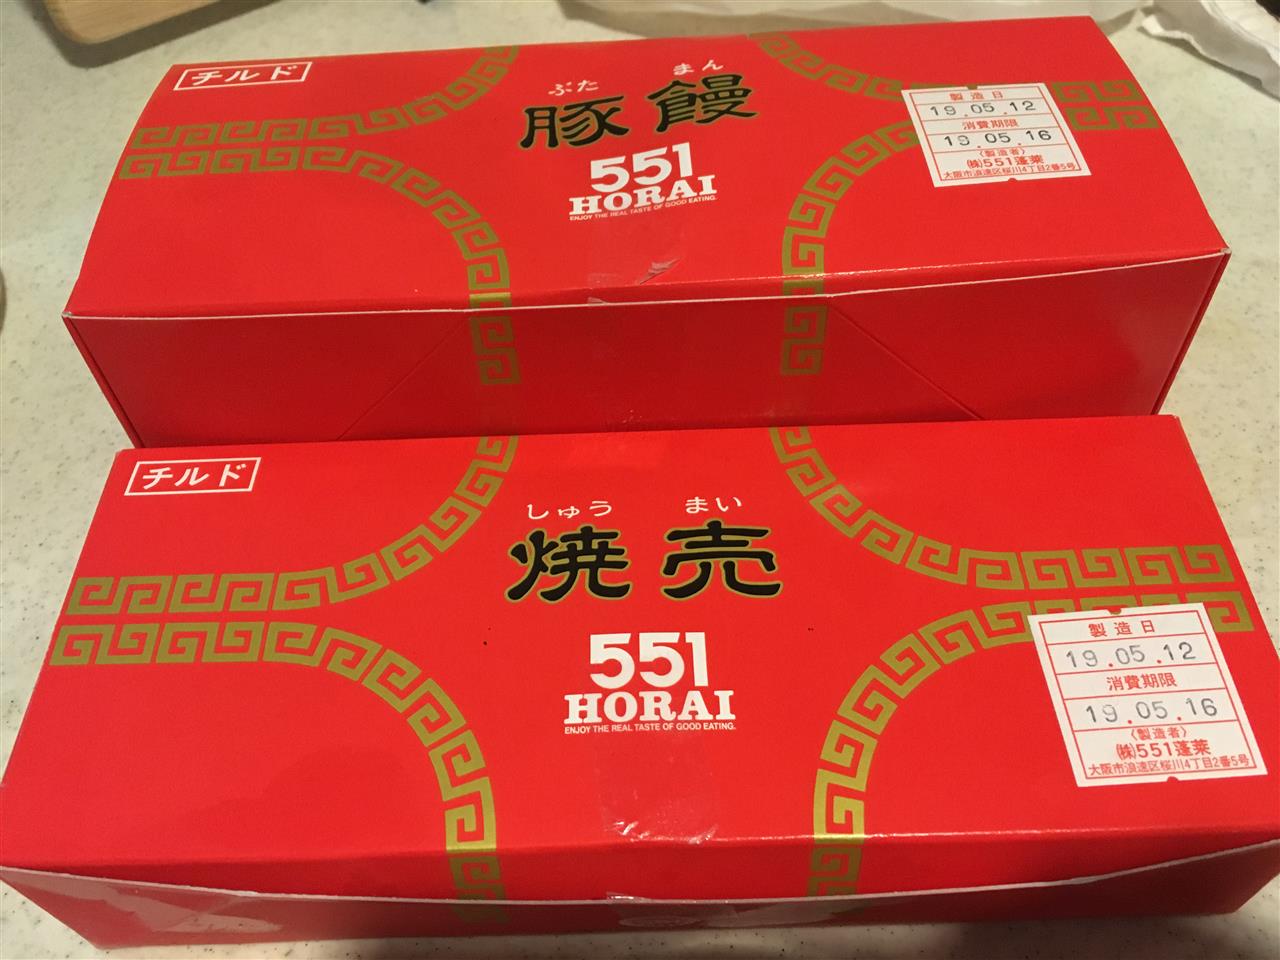 チルド
ぶた まん
豚饅
551
HORAI
ENJOY THE REAL TASTE OF GOOD EATING.
製造日
19.05.12
消費期限
19.05.16
〈製造者〉
㈱551蓬莱
大阪市浪速区桜川4丁目2番5号
チルド
しゅう まい
焼売
551
HORAI
ENJOY THE REAL TASTE OF GOOD EATING.
製造日
19.05.12
消費期限
19.05.16
〈製造者〉
㈱551蓬莱
大阪市浪速区桜川4丁目2番5号